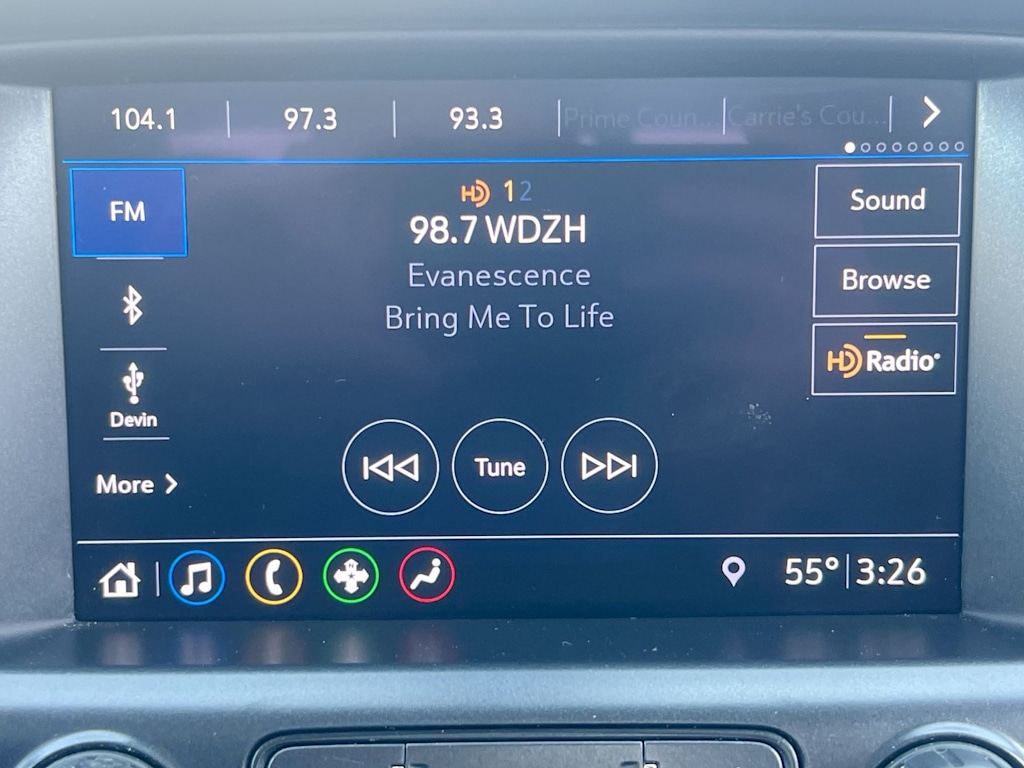 104.1 97.3 93.3 Prime Coun... Carrie's Cou...
FM
HD 1 2
98.7 WDZH
Evanescence
Bring Me To Life
Sound
Browse
HD Radio
Devin
More
Tune
55° 3:26